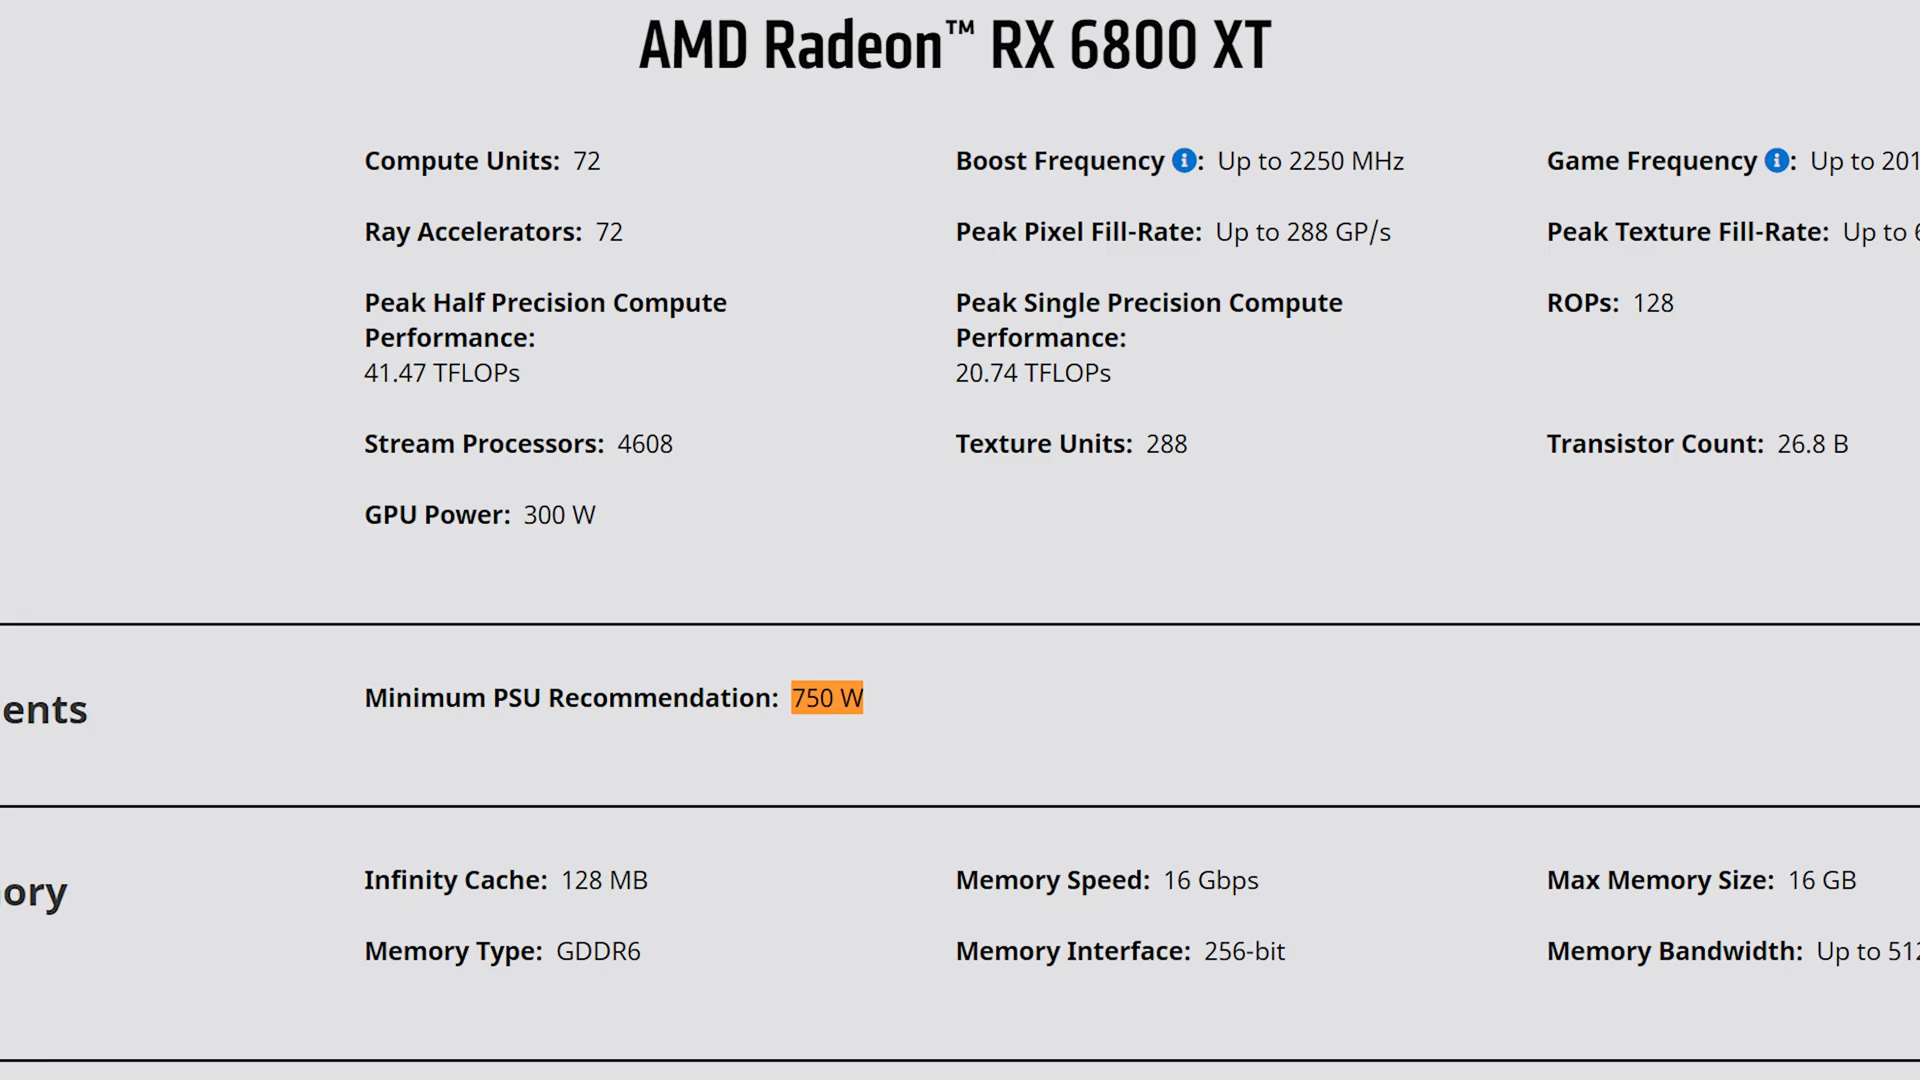 AMD Radeon™ RX 6800 XT
Compute Units: 72
Boost Frequency : Up to 2250 MHz
Game Frequency : Up to 201
Ray Accelerators: 72
Peak Pixel Fill-Rate: Up to 288 GP/s
Peak Texture Fill-Rate: Up to 6
Peak Half Precision Compute
Performance:
41.47 TFLOPs
Peak Single Precision Compute
Performance:
20.74 TFLOPs
ROPs: 128
Stream Processors: 4608
Texture Units: 288
Transistor Count: 26.8 B
GPU Power: 300 W
ents
Minimum PSU Recommendation: 750 W
ory
Infinity Cache: 128 MB
Memory Speed: 16 Gbps
Max Memory Size: 16 GB
Memory Type: GDDR6
Memory Interface: 256-bit
Memory Bandwidth: Up to 512